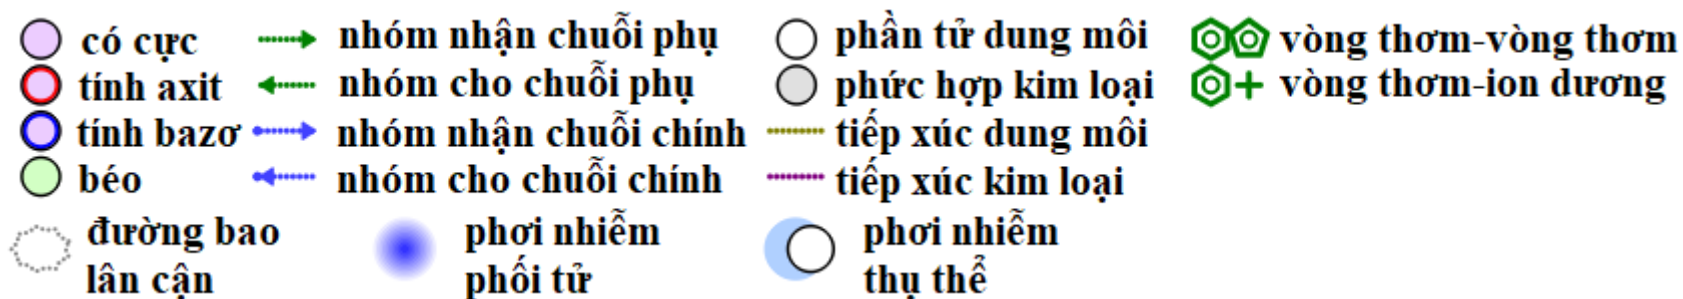 có cực
nhóm nhận chuỗi phụ
phần tử dung môi
vòng thơm-vòng thơm
tính axit
nhóm cho chuỗi phụ
phức hợp kim loại
vòng thơm-ion dương
tính bazơ
nhóm nhận chuỗi chính
tiếp xúc dung môi
béo
nhóm cho chuỗi chính
tiếp xúc kim loại
đường bao
lân cận
phơi nhiễm
phối tử
phơi nhiễm
thụ thể